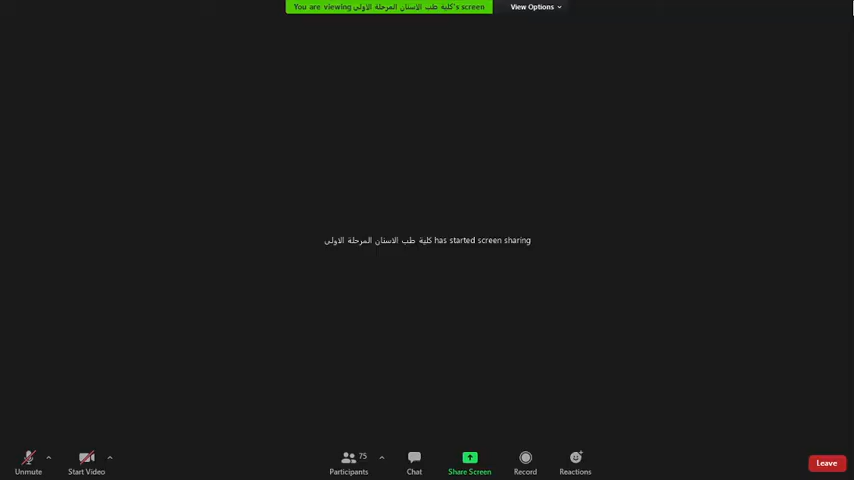 You are viewing كلية طب الاسنان المرحلة الاولى's screen
View Options
كلية طب الاسنان المرحلة الاولى has started screen sharing
75
Unmute
Start Video
Participants
Chat
Share Screen
Record
Reactions
Leave